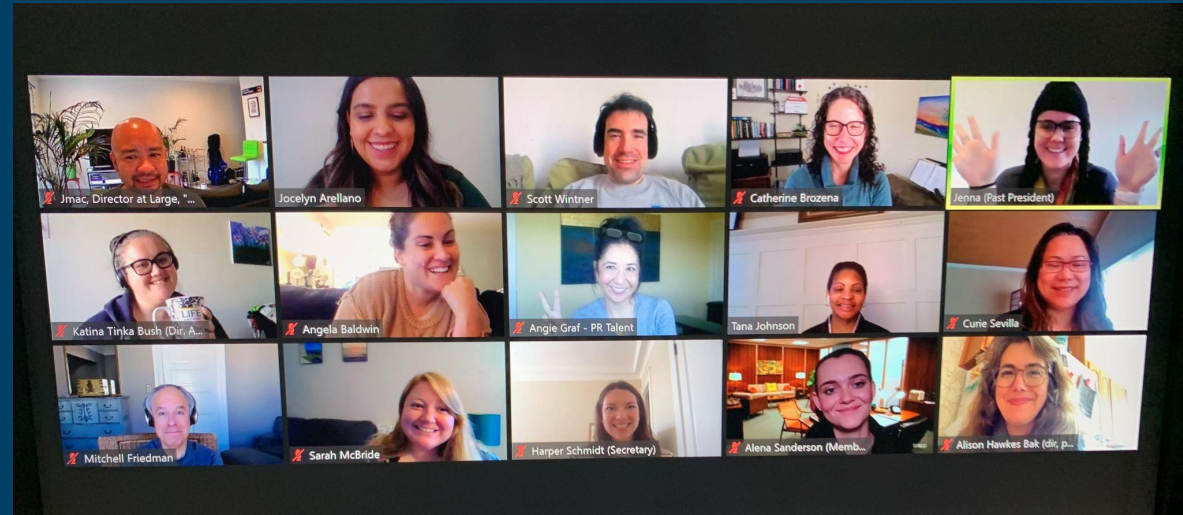 Jmac, Director at Large, "...
Jocelyn Arellano
Scott Wintner
Catherine Brozena
Jenna (Past President)
Katina Tinka Bush (Dir, A...
LIFE
Angela Baldwin
Angie Graf - PR Talent
Tana Johnson
Curie Sevilla
Mitchell Friedman
Sarah McBride
Harper Schmidt (Secretary)
Alena Sanderson (Memb...
Alison Hawkes Bak (dir, p...